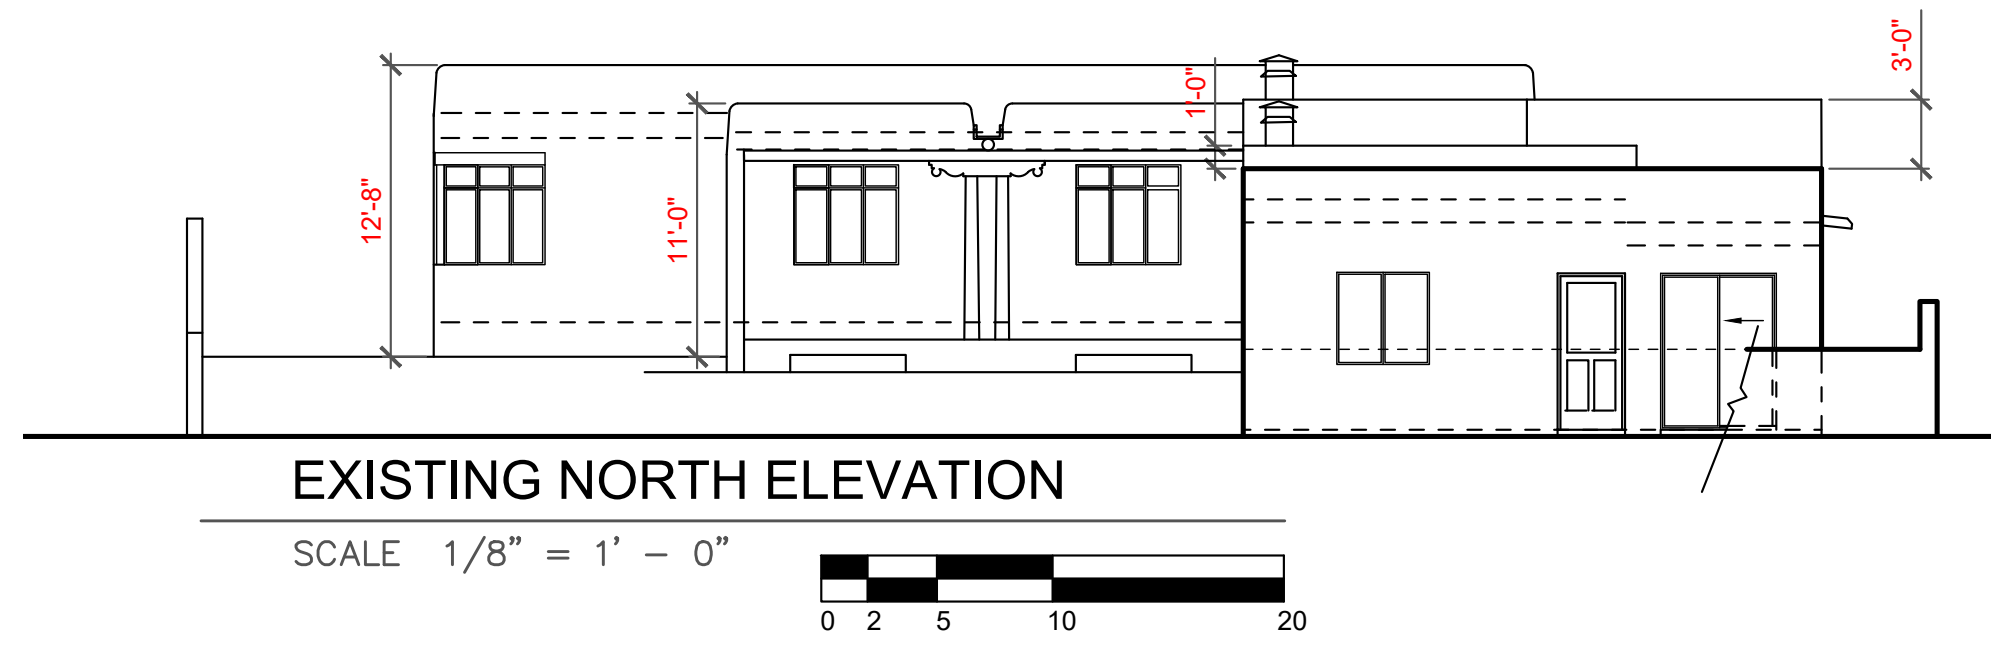 3'-0"
1'-0"
12'-8"
11'-0"
EXISTING NORTH ELEVATION
SCALE 1/8” = 1’ – 0”
0 2 5 10 20